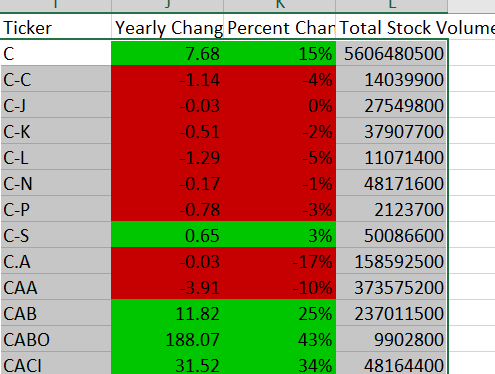 I J K L
Ticker Yearly Chang Percent Chan Total Stock Volume
C 7.68 15% 5606480500
C-C -1.14 -4% 14039900
C-J -0.03 0% 27549800
C-K -0.51 -2% 37907700
C-L -1.29 -5% 11071400
C-N -0.17 -1% 48171600
C-P -0.78 -3% 2123700
C-S 0.65 3% 50086600
C.A -0.03 -17% 158592500
CAA -3.91 -10% 373575200
CAB 11.82 25% 237011500
CABO 188.07 43% 9902800
CACI 31.52 34% 48164400